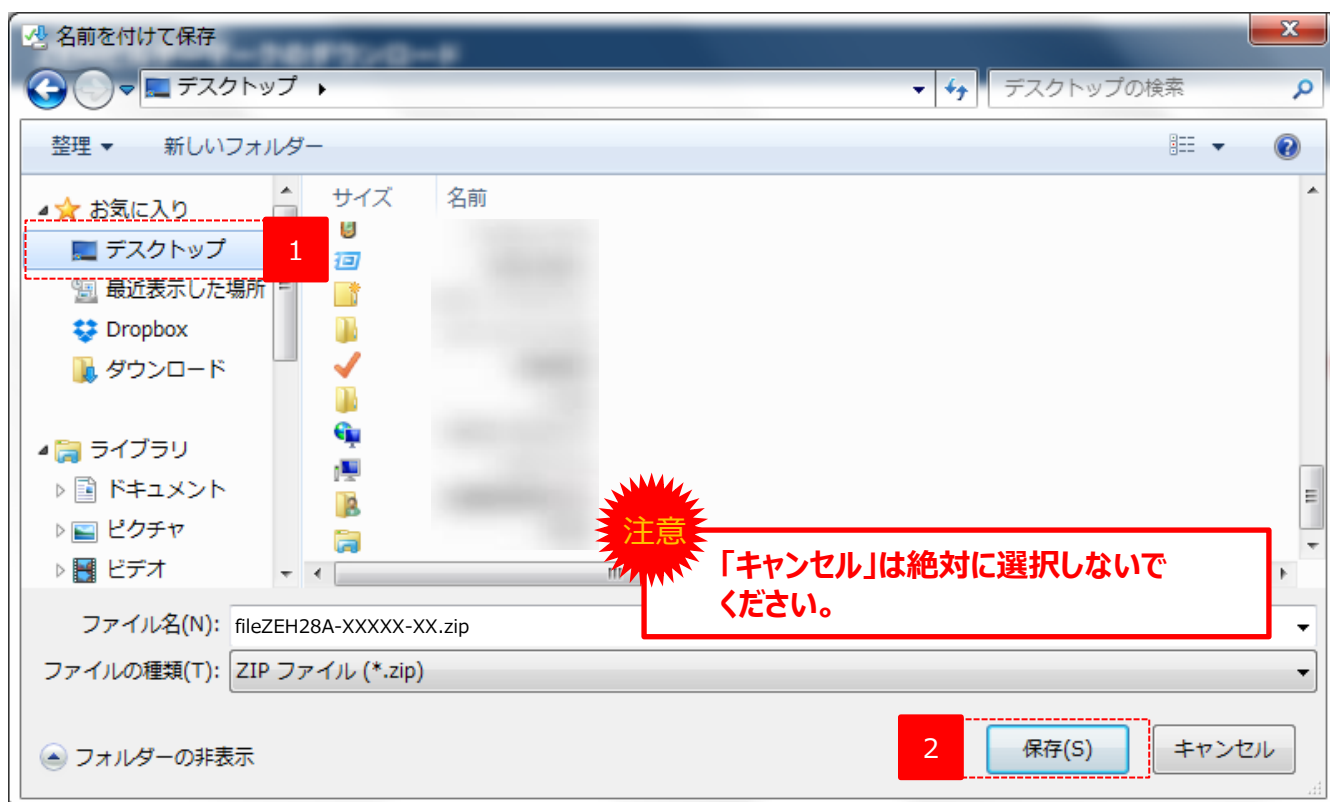 名前を付けて保存
デスクトップ
デスクトップの検索
整理
新しいフォルダー
お気に入り
デスクトップ
1
最近表示した場所
Dropbox
ダウンロード
ライブラリ
ドキュメント
ピクチャ
ビデオ
サイズ 名前
注意
「キャンセル」は絶対に選択しないで
ください。
ファイル名(N): fileZEH28A-XXXXX-XX.zip
ファイルの種類(T): ZIP ファイル (*.zip)
フォルダーの非表示
2
保存(S)
キャンセル